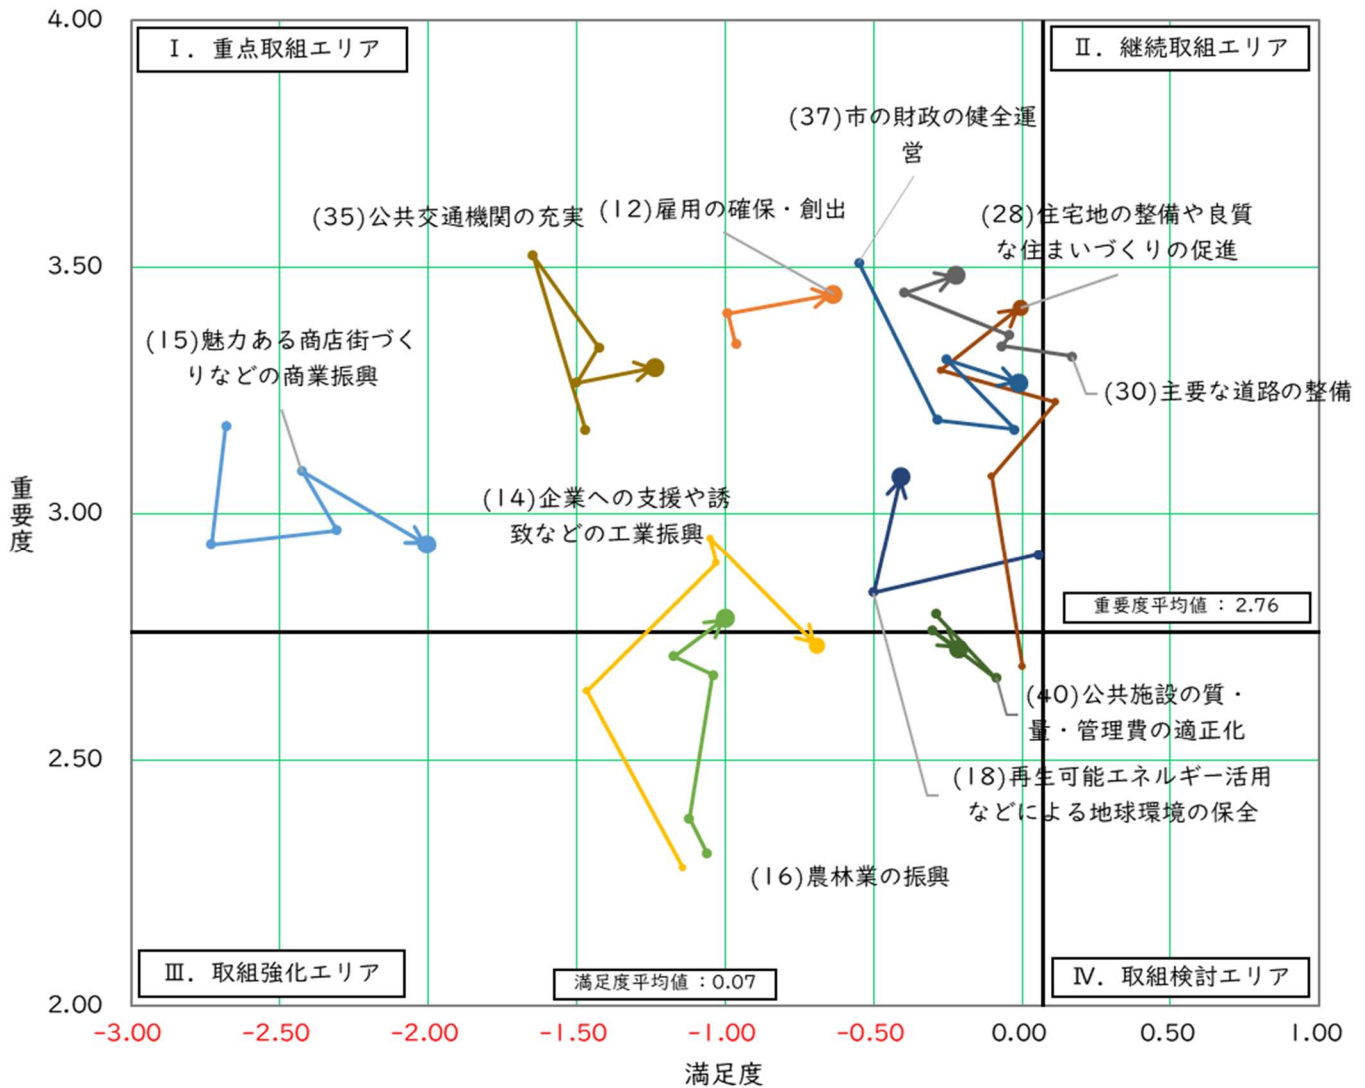 4.00
Ⅰ．重点取組エリア
Ⅱ．継続取組エリア
(37)市の財政の健全運
営
(35)公共交通機関の充実
(12)雇用の確保・創出
(28)住宅地の整備や良質
な住まいづくりの促進
3.50
(15)魅力ある商店街づく
りなどの商業振興
(30)主要な道路の整備
重要度
(14)企業への支援や誘
致などの工業振興
3.00
重要度平均値：2.76
(40)公共施設の質・
量・管理費の適正化
2.50
(18)再生可能エネルギー活用
などによる地球環境の保全
(16)農林業の振興
Ⅲ．取組強化エリア
満足度平均値：0.07
Ⅳ．取組検討エリア
2.00
-3.00 -2.50 -2.00 -1.50 -1.00 -0.50 0.00 0.50 1.00
満足度